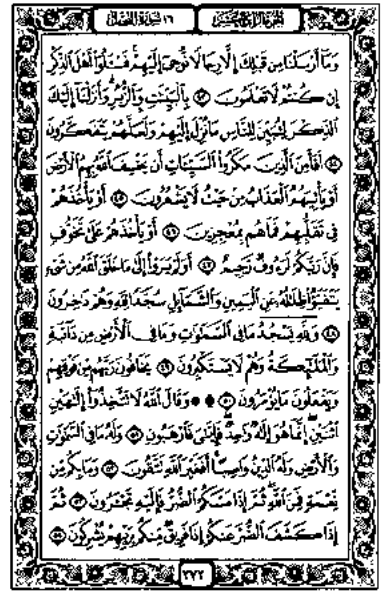 الجزء الرابع عشر
١٦ سورة النحل
وَمَآ أَرْسَلْنَا مِن قَبْلِكَ إِلَّا رِجَالًا نُّوحِىٓ إِلَيْهِمْ فَسْـَٔلُوٓا۟ أَهْلَ ٱلذِّكْرِ
إِن كُنتُمْ لَا تَعْلَمُونَ ٤٣ بِٱلْبَيِّنَٰتِ وَٱلزُّبُرِ وَأَنزَلْنَآ إِلَيْكَ
ٱلذِّكْرَ لِتُبَيِّنَ لِلنَّاسِ مَا نُزِّلَ إِلَيْهِمْ وَلَعَلَّهُمْ يَتَفَكَّرُونَ
٤٤ أَفَأَمِنَ ٱلَّذِينَ مَكَرُوا۟ ٱلسَّيِّـَٔاتِ أَن يَخْسِفَ ٱللَّهُ بِهِمُ ٱلْأَرْضَ
أَوْ يَأْتِيَهُمُ ٱلْعَذَابُ مِنْ حَيْثُ لَا يَشْعُرُونَ ٤٥ أَوْ يَأْخُذَهُمْ
فِى تَقَلُّبِهِمْ فَمَا هُم بِمُعْجِزِينَ ٤٦ أَوْ يَأْخُذَهُمْ عَلَىٰ تَخَوُّفٍ
فَإِنَّ رَبَّكُمْ لَرَءُوفٌ رَّحِيمٌ ٤٧ أَوَلَمْ يَرَوْا۟ إِلَىٰ مَا خَلَقَ ٱللَّهُ مِن شَىْءٍ
يَتَفَيَّؤُا۟ ظِلَٰلُهُۥ عَنِ ٱلْيَمِينِ وَٱلشَّمَآئِلِ سُجَّدًا لِّلَّهِ وَهُمْ دَٰخِرُونَ
٤٨ وَلِلَّهِ يَسْجُدُ مَا فِى ٱلسَّمَٰوَٰتِ وَمَا فِى ٱلْأَرْضِ مِن دَآبَّةٍ
وَٱلْمَلَٰٓئِكَةُ وَهُمْ لَا يَسْتَكْبِرُونَ ٤٩ يَخَافُونَ رَبَّهُم مِّن فَوْقِهِمْ
وَيَفْعَلُونَ مَا يُؤْمَرُونَ ٥٠ وَقَالَ ٱللَّهُ لَا تَتَّخِذُوٓا۟ إِلَٰهَيْنِ
ٱثْنَيْنِ إِنَّمَا هُوَ إِلَٰهٌ وَٰحِدٌ فَإِيَّٰىَ فَٱرْهَبُونِ ٥١ وَلَهُۥ مَا فِى ٱلسَّمَٰوَٰتِ
وَٱلْأَرْضِ وَلَهُ ٱلدِّينُ وَاصِبًا أَفَغَيْرَ ٱللَّهِ تَتَّقُونَ ٥٢ وَمَا بِكُم مِّن
نِّعْمَةٍ فَمِنَ ٱللَّهِ ثُمَّ إِذَا مَسَّكُمُ ٱلضُّرُّ فَإِلَيْهِ تَجْـَٔرُونَ ٥٣ ثُمَّ
إِذَا كَشَفَ ٱلضُّرَّ عَنكُمْ إِذَا فَرِيقٌ مِّنكُم بِرَبِّهِمْ يُشْرِكُونَ ٥٤
٢٧٢